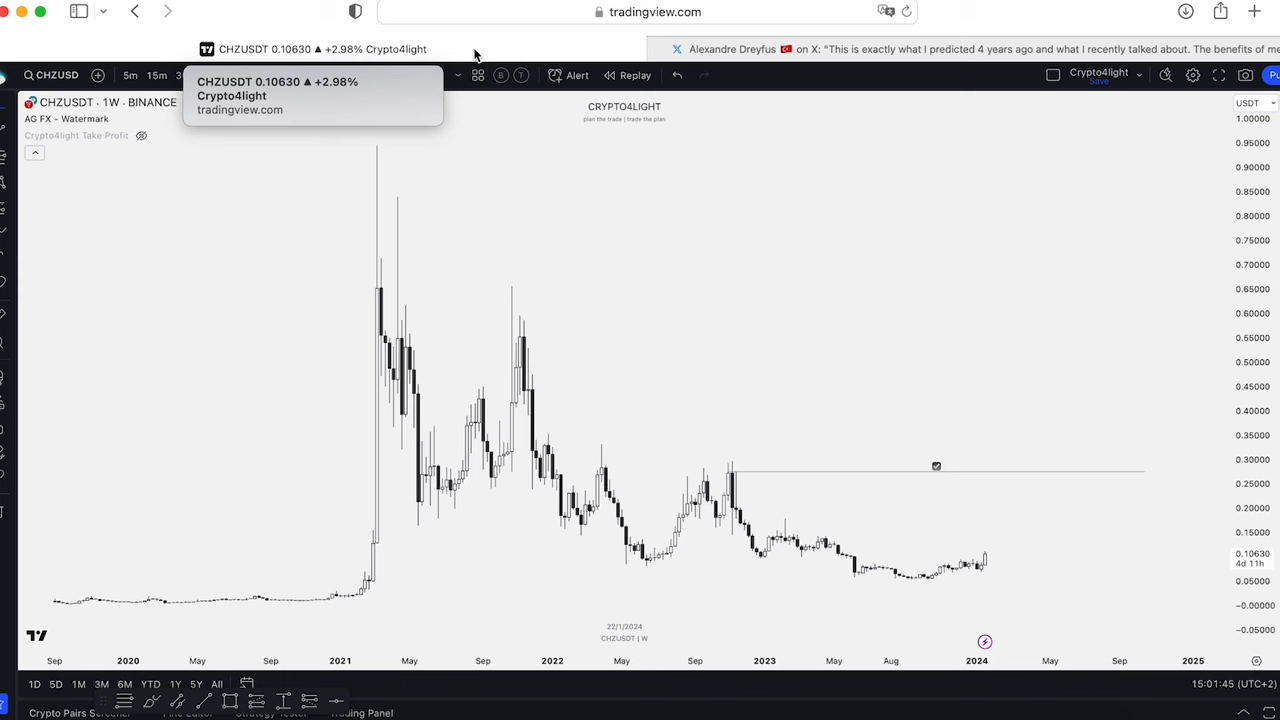 tradingview.com
CHZUSDT 0.10630 ▲ +2.98% Crypto4light
Alexandre Dreyfus 🇹🇷 on X: "This is exactly what I predicted 4 years ago and what I recently talked about. The benefits of me
CHZUSD
5m 15m
B T
Alert
Replay
Crypto4light
Save
CHZUSDT 0.10630 ▲ +2.98%
Crypto4light
tradingview.com
CHZUSDT · 1W · BINANCE
AG FX - Watermark
Crypto4light Take Profit
CRYPTO4LIGHT
plan the trade | trade the plan
USDT
1.00000
0.95000
0.90000
0.85000
0.80000
0.75000
0.70000
0.65000
0.60000
0.55000
0.50000
0.45000
0.40000
0.35000
0.30000
0.25000
0.20000
0.15000
0.10630
4d 11h
0.05000
-0.00000
-0.05000
22/1/2024
CHZUSDT | W
Sep 2020 May Sep 2021 May Sep 2022 May Sep 2023 May Aug 2024 May Sep 2025
1D 5D 1M 3M 6M YTD 1Y 5Y All
15:01:45 (UTC+2)
Crypto Pairs Screener
Pine Editor
Strategy Tester
Trading Panel